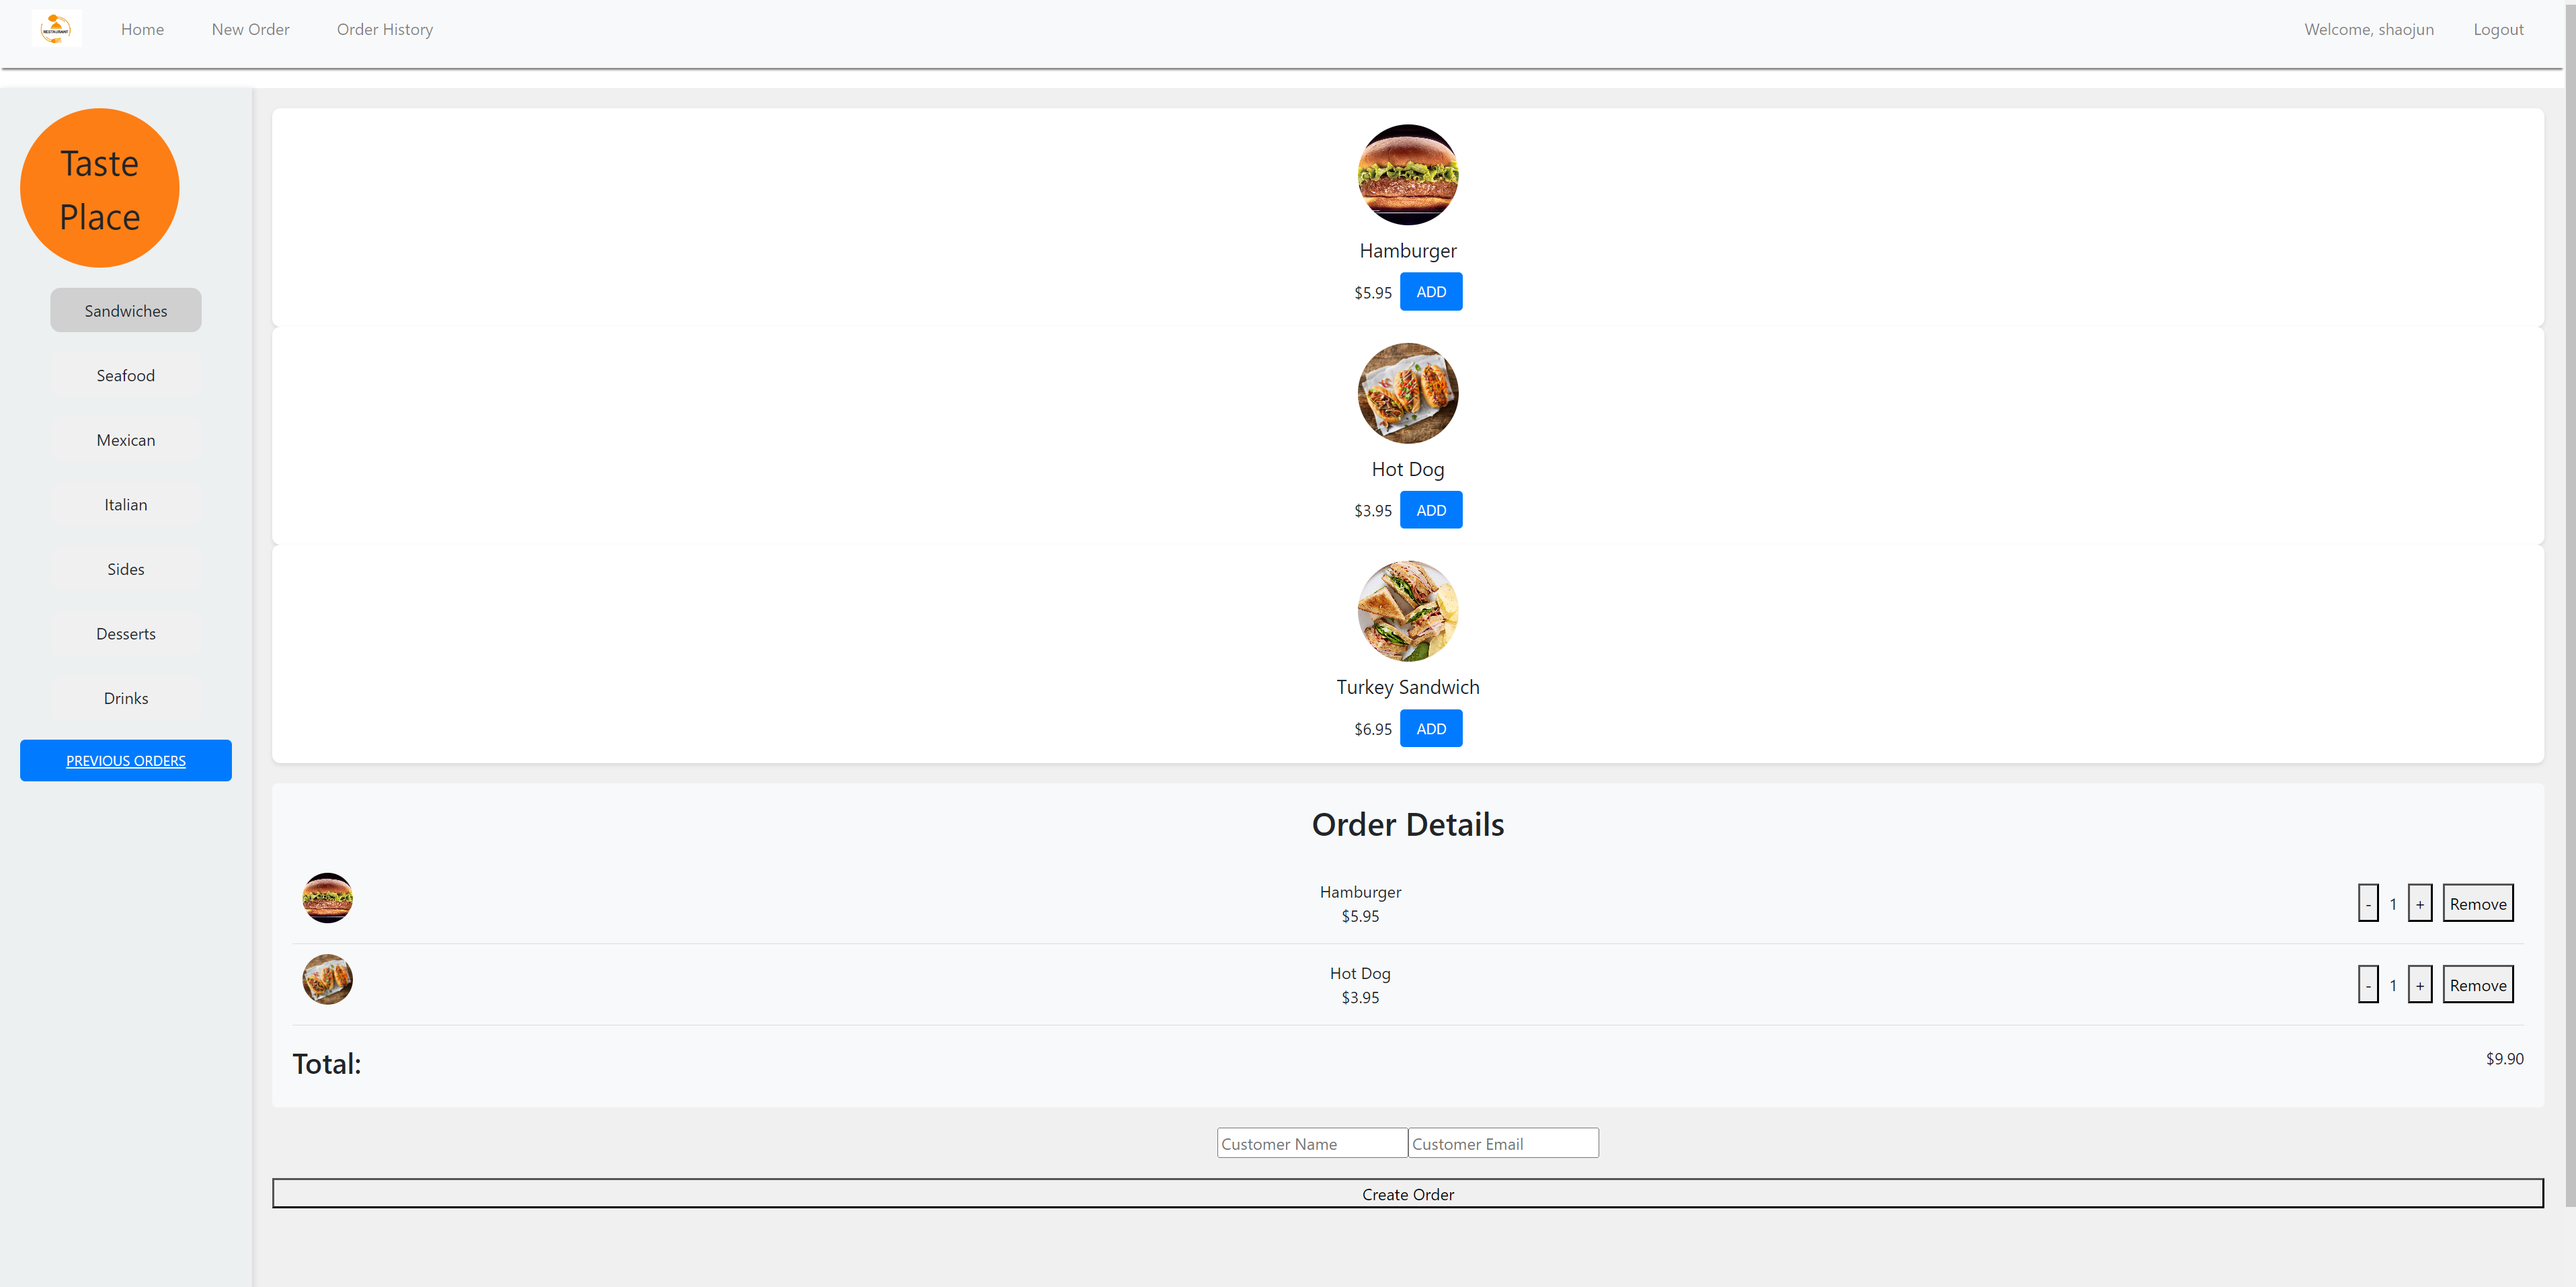 RESTAURANT
Home
New Order
Order History
Welcome, shaojun
Logout
Taste
Place
Sandwiches
Seafood
Mexican
Italian
Sides
Desserts
Drinks
PREVIOUS ORDERS
Hamburger
$5.95 ADD
Hot Dog
$3.95 ADD
Turkey Sandwich
$6.95 ADD
Order Details
Hamburger
$5.95
- 1 + Remove
Hot Dog
$3.95
- 1 + Remove
Total: $9.90
Customer Name
Customer Email
Create Order